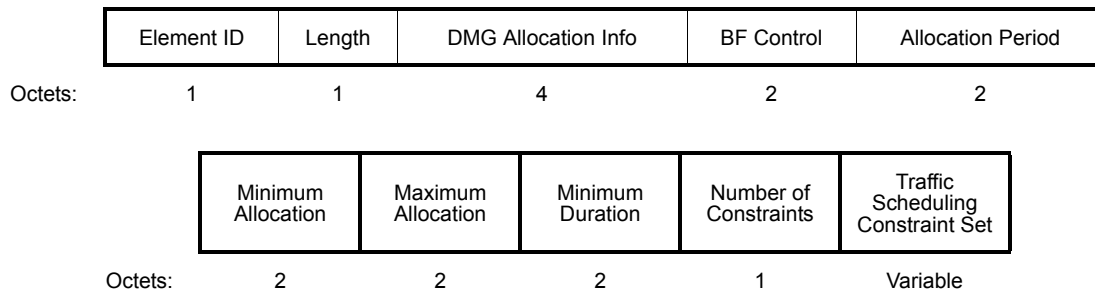 Element ID Length DMG Allocation Info BF Control Allocation Period
Octets: 1 1 4 2 2
Minimum Allocation
Maximum Allocation
Minimum Duration
Number of Constraints
Traffic Scheduling Constraint Set
Octets: 2 2 2 1 Variable